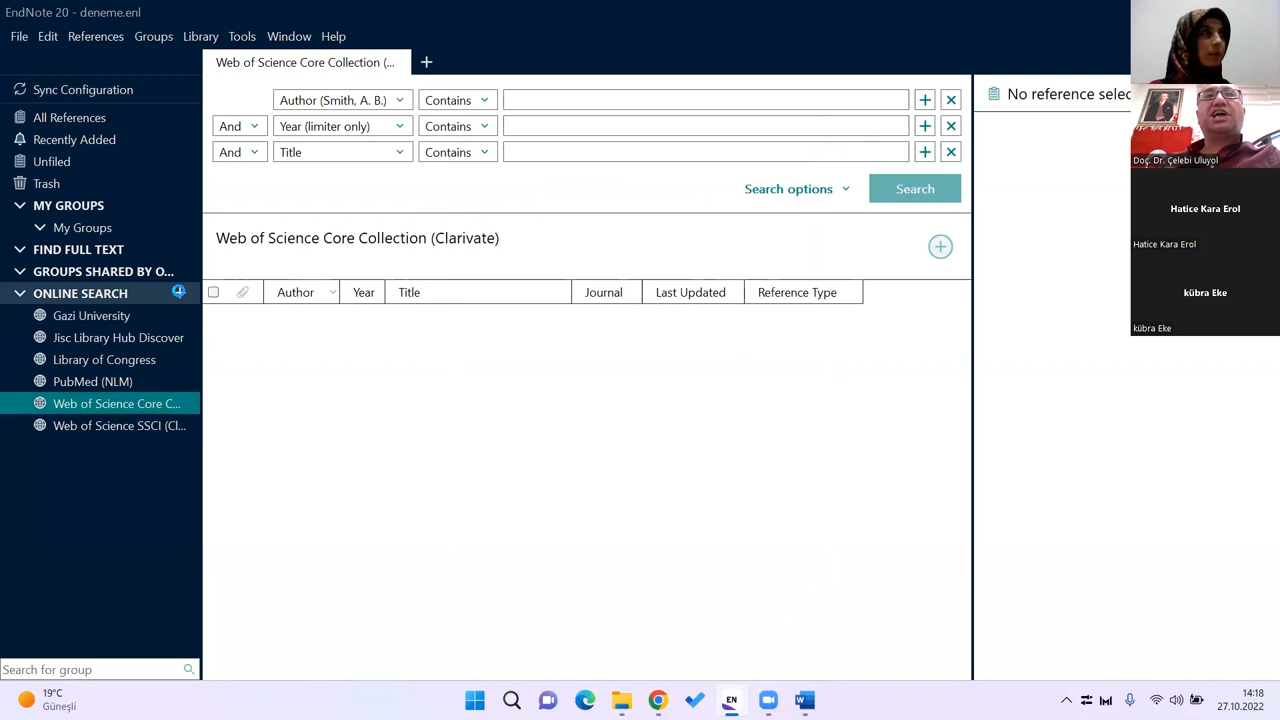 EndNote 20 - deneme.enl
File Edit References Groups Library Tools Window Help
Web of Science Core Collection (...
Sync Configuration
All References
Recently Added
Unfiled
Trash
MY GROUPS
My Groups
FIND FULL TEXT
GROUPS SHARED BY O...
ONLINE SEARCH
Gazi University
Jisc Library Hub Discover
Library of Congress
PubMed (NLM)
Web of Science Core C...
Web of Science SSCI (Cl...
Search for group
Author (Smith, A. B.) Contains
And Year (limiter only) Contains
And Title Contains
Search options Search
Web of Science Core Collection (Clarivate)
Author Year Title Journal Last Updated Reference Type
No reference selec
Doç. Dr. Çelebi Uluyol
Hatice Kara Erol
Hatice Kara Erol
kübra Eke
kübra Eke
19°C
Güneşli
EN
14:18
27.10.2022